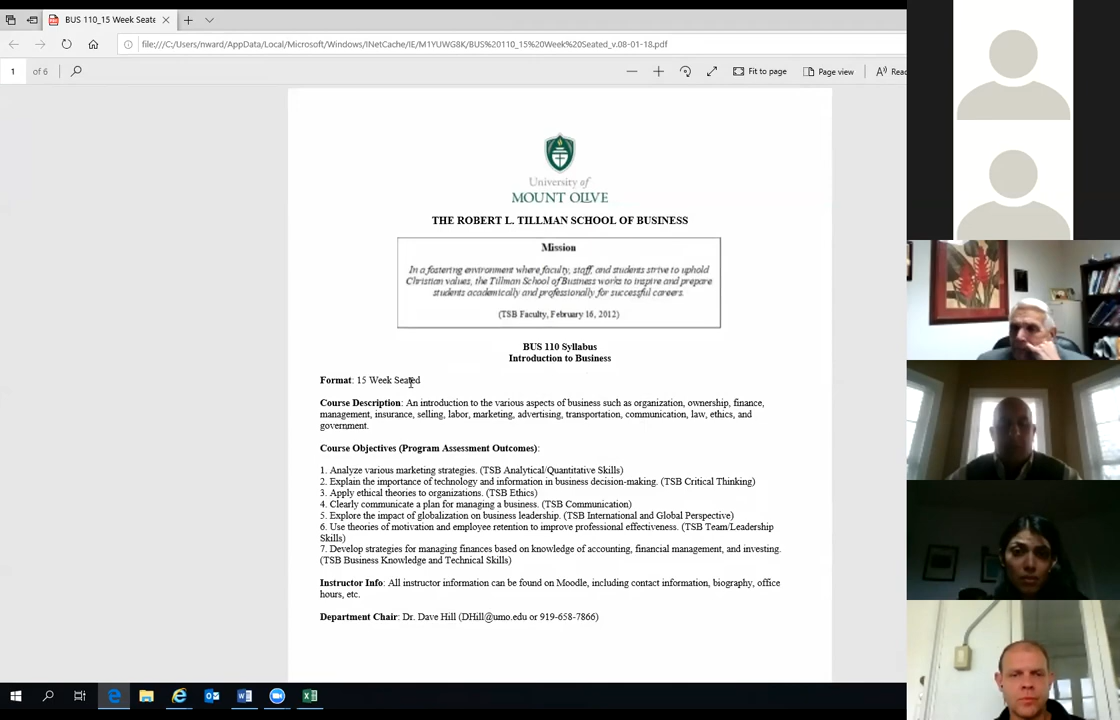 BUS 110_15 Week Seate
file:///C:/Users/nward/AppData/Local/Microsoft/Windows/INetCache/IE/M1YUWG8K/BUS%20110_15%20Week%20Seated_v.08-01-18.pdf
1 of 6
Fit to page
Page view
Reac
University of
MOUNT OLIVE
THE ROBERT L. TILLMAN SCHOOL OF BUSINESS
Mission
In a fostering environment where faculty, staff, and students strive to uphold
Christian values, the Tillman School of Business works to inspire and prepare
students academically and professionally for successful careers.
(TSB Faculty, February 16, 2012)
BUS 110 Syllabus
Introduction to Business
Format: 15 Week Seated
Course Description: An introduction to the various aspects of business such as organization, ownership, finance,
management, insurance, selling, labor, marketing, advertising, transportation, communication, law, ethics, and
government.
Course Objectives (Program Assessment Outcomes):
1. Analyze various marketing strategies. (TSB Analytical/Quantitative Skills)
2. Explain the importance of technology and information in business decision-making. (TSB Critical Thinking)
3. Apply ethical theories to organizations. (TSB Ethics)
4. Clearly communicate a plan for managing a business. (TSB Communication)
5. Explore the impact of globalization on business leadership. (TSB International and Global Perspective)
6. Use theories of motivation and employee retention to improve professional effectiveness. (TSB Team/Leadership
Skills)
7. Develop strategies for managing finances based on knowledge of accounting, financial management, and investing.
(TSB Business Knowledge and Technical Skills)
Instructor Info: All instructor information can be found on Moodle, including contact information, biography, office
hours, etc.
Department Chair: Dr. Dave Hill (DHill@umo.edu or 919-658-7866)